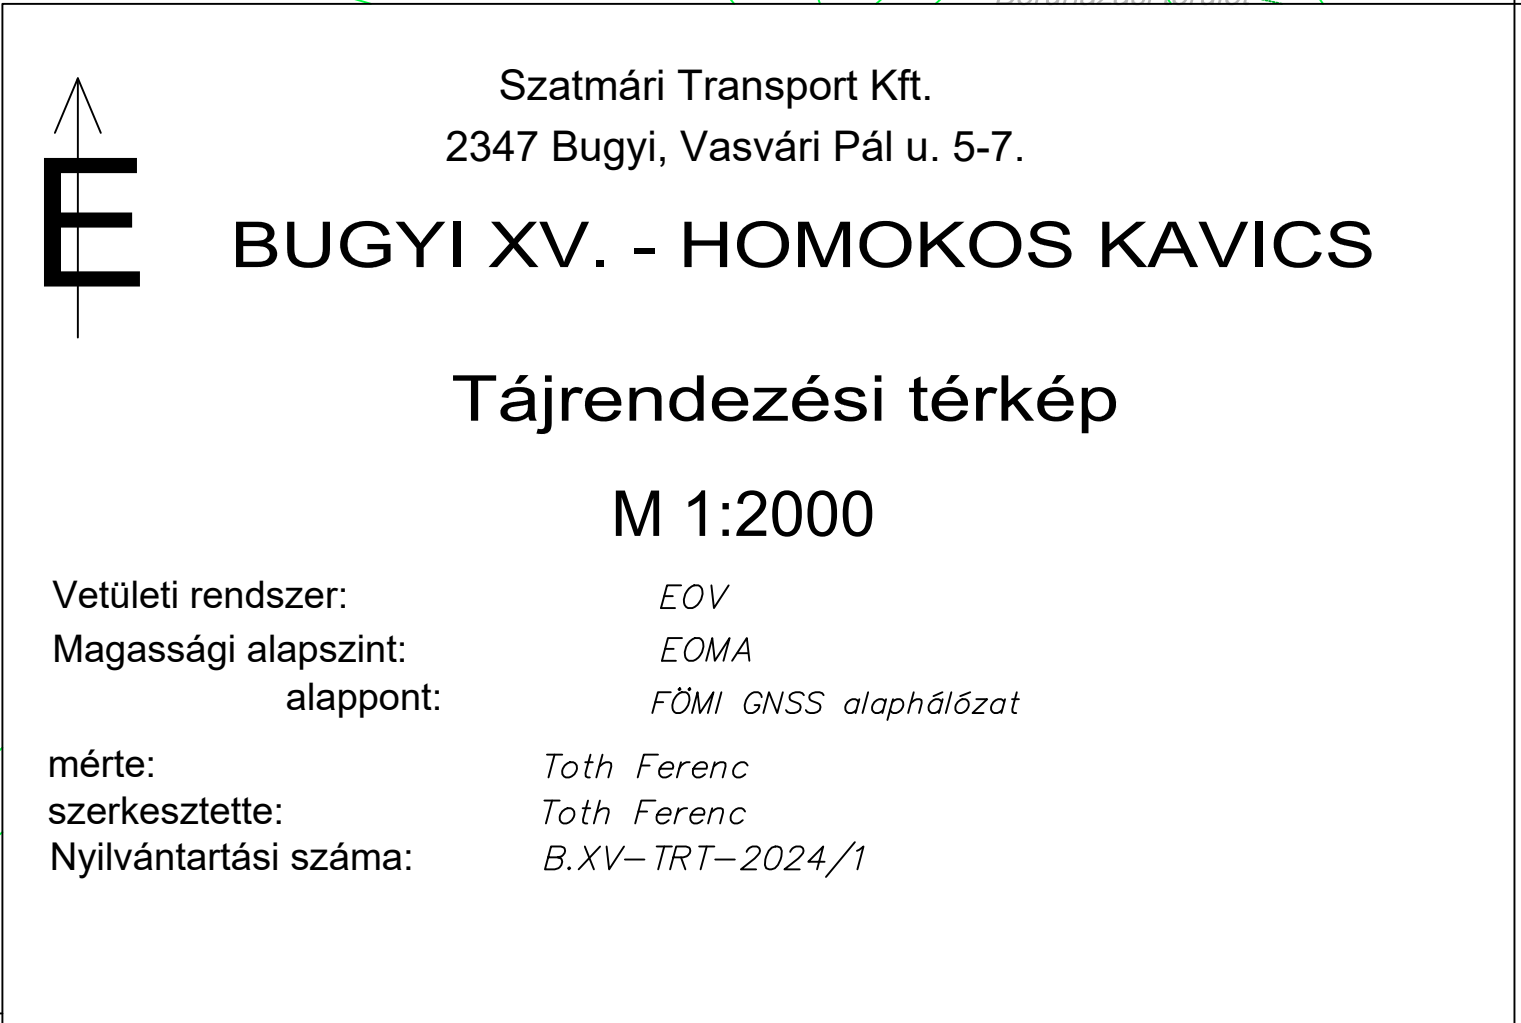 Szatmári Transport Kft.
2347 Bugyi, Vasvári Pál u. 5-7.
É
BUGYI XV. - HOMOKOS KAVICS
Tájrendezési térkép
M 1:2000
Vetületi rendszer: EOV
Magassági alapszint: EOMA
alappont: FÖMI GNSS alaphálózat
mérte: Toth Ferenc
szerkesztette: Toth Ferenc
Nyilvántartási száma: B.XV-TRT-2024/1